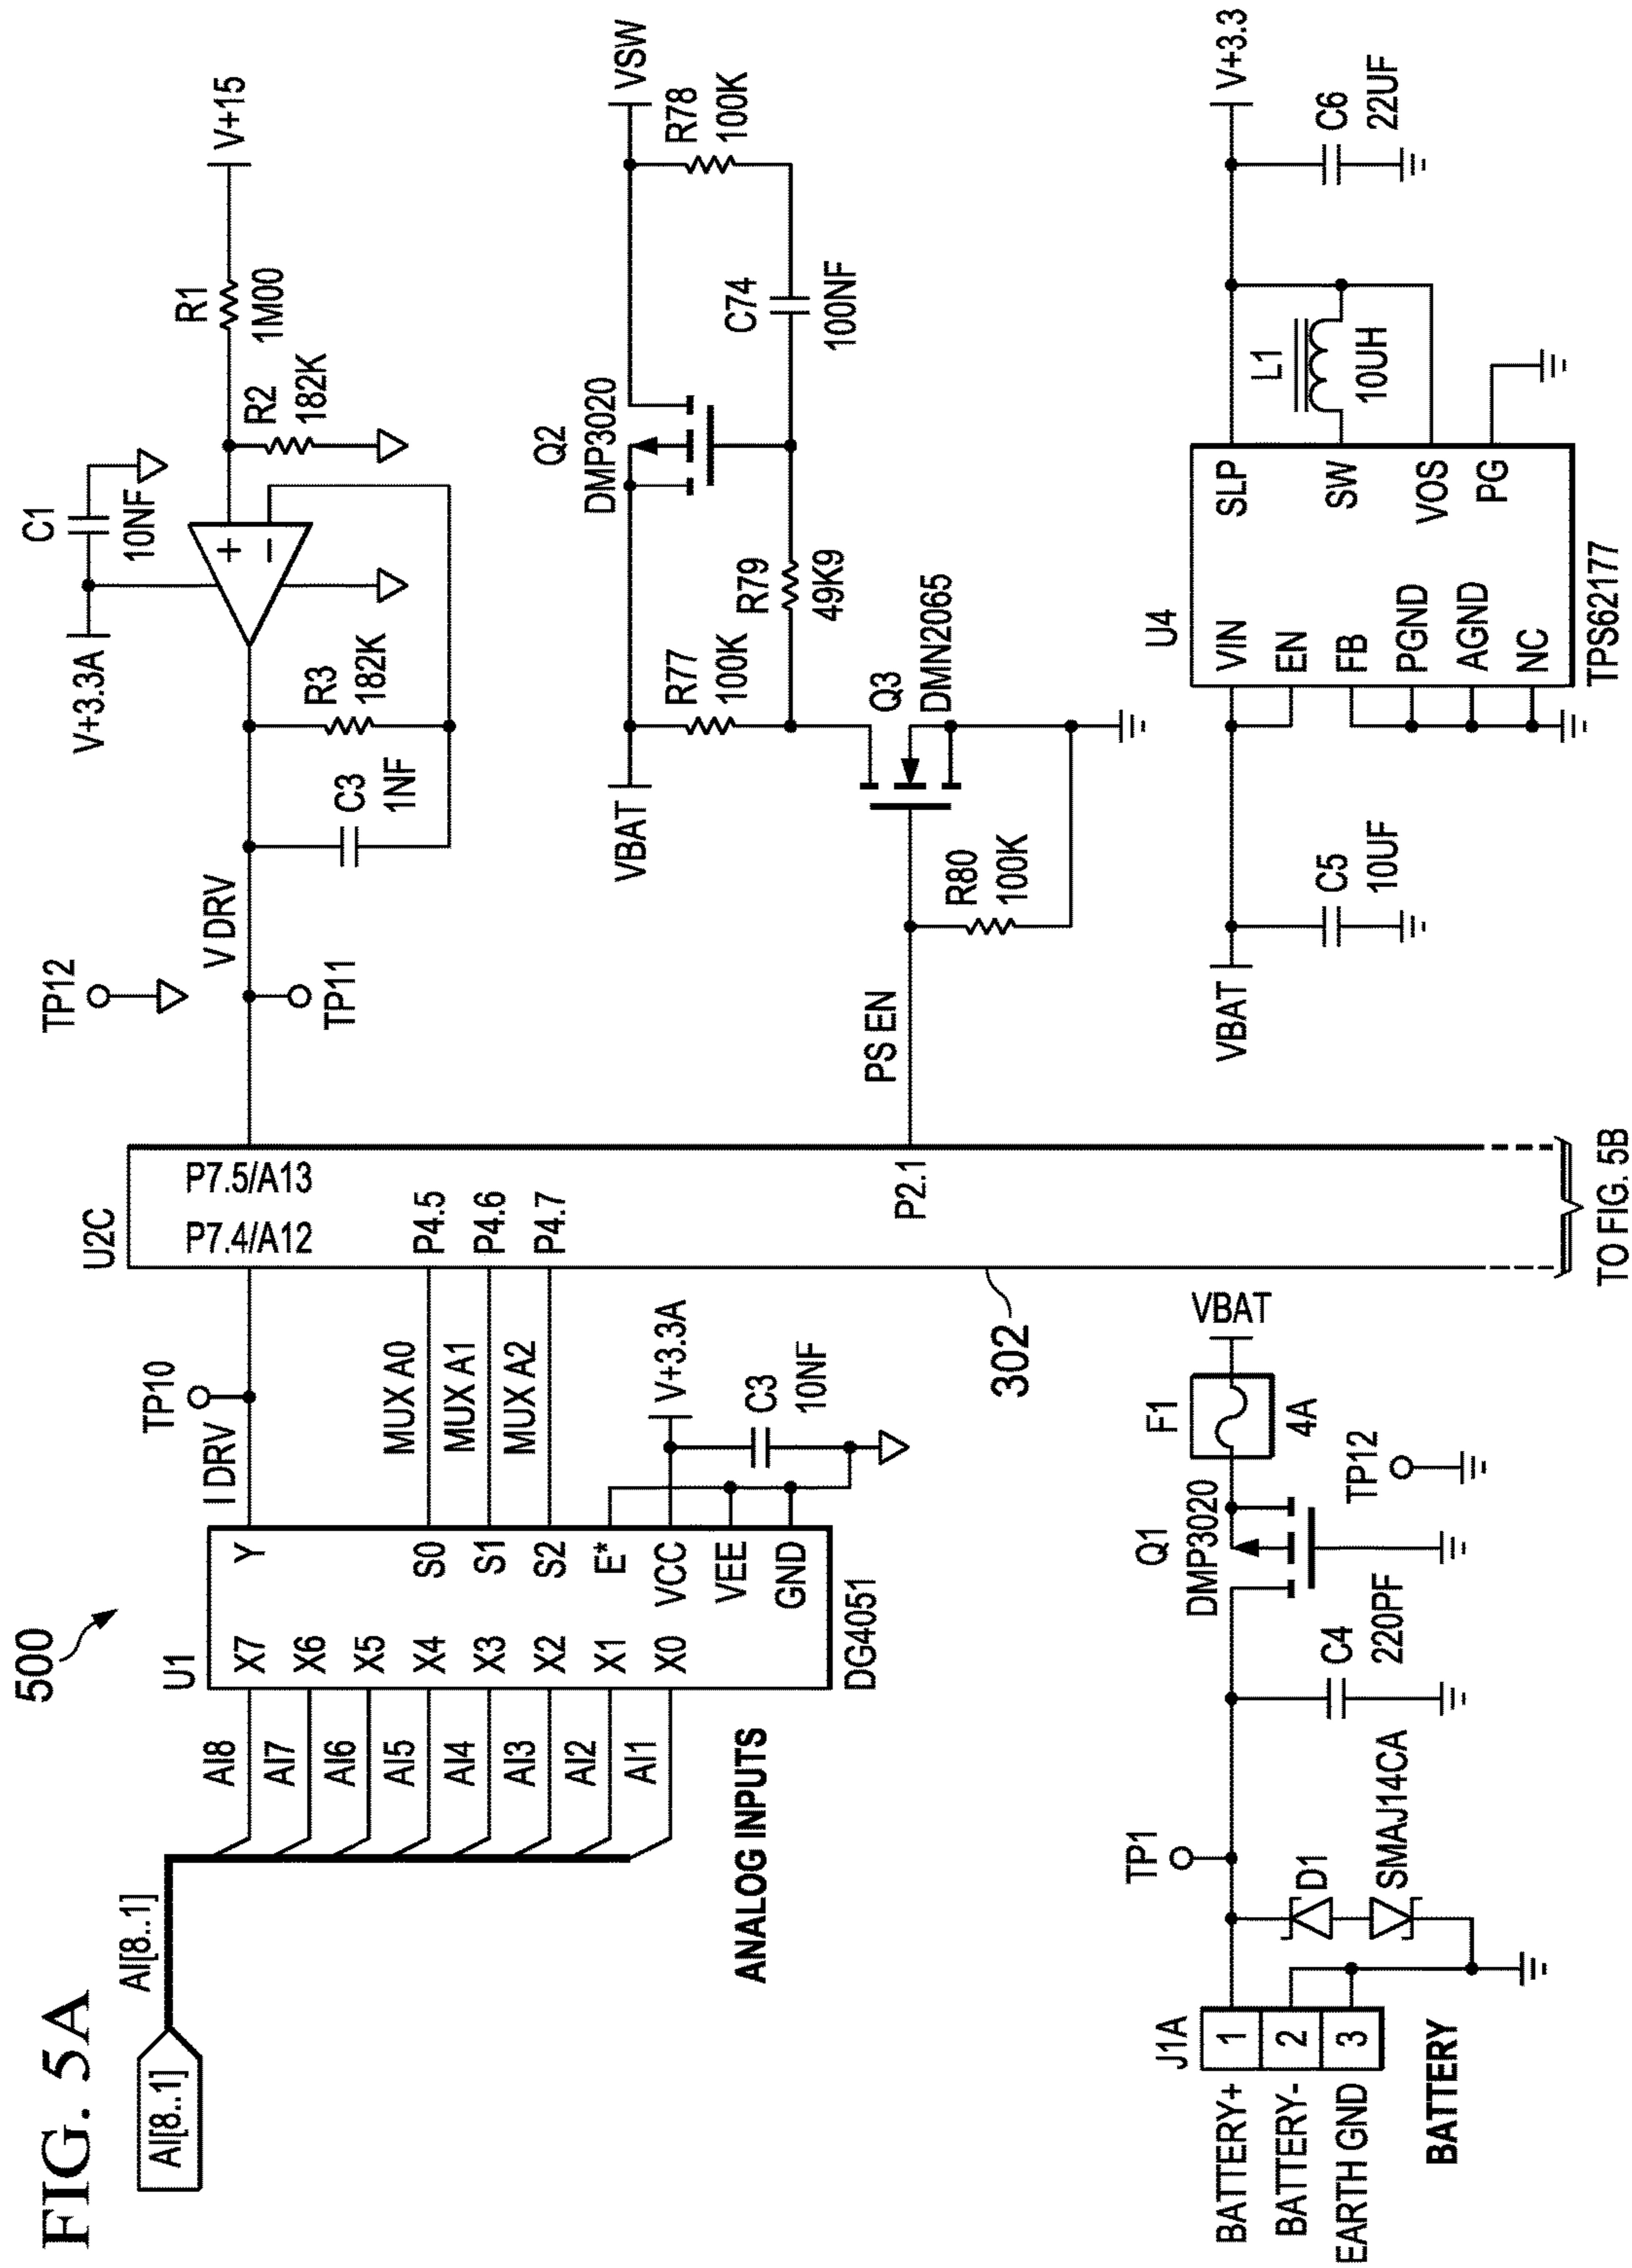 FIG. 5A
500
AI[8..1]
AI[8..1]
U1
AI8
AI7
AI6
AI5
AI4
AI3
AI2
AI1
X7
X6
X5
X4
X3
X2
X1
X0
Y
S0
S1
S2
E*
VCC
VEE
GND
DG4051
ANALOG INPUTS
I DRV
TP10
MUX A0
MUX A1
MUX A2
V+3.3A
C3
10NF
U2C
P7.4/A12
P7.5/A13
P4.5
P4.6
P4.7
P2.1
302
TO FIG. 5B
TP12
TP11
V DRV
C3
1NF
R3
182K
V+3.3A
C1
10NF
+
−
R2
182K
R1
1M00
V+15
VBAT
R77
100K
Q2
DMP3020
R79
49K9
C74
100NF
R78
100K
VSW
Q3
DMN2065
PS EN
R80
100K
J1A
BATTERY+
BATTERY-
EARTH GND
1
2
3
BATTERY
TP1
D1
SMAJ14CA
C4
220PF
Q1
DMP3020
TP12
F1
4A
VBAT
VBAT
C5
10UF
U4
VIN
EN
FB
PGND
AGND
NC
SLP
SW
VOS
PG
TPS62177
L1
10UH
C6
22UF
V+3.3